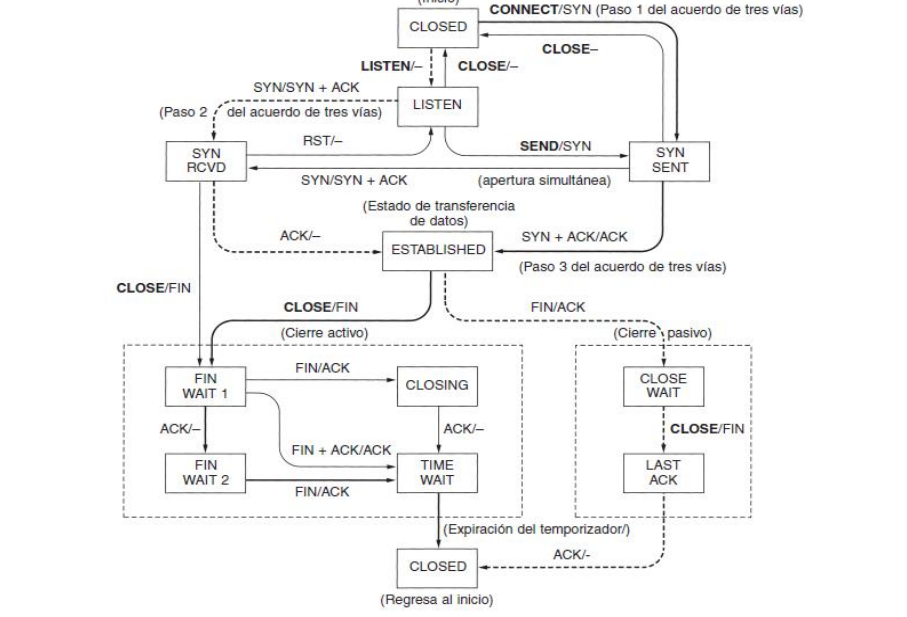 (Inicio)
CONNECT/SYN (Paso 1 del acuerdo de tres vías)
CLOSED
CLOSE–
LISTEN/–
CLOSE/–
SYN/SYN + ACK
LISTEN
(Paso 2 del acuerdo de tres vías)
RST/–
SEND/SYN
SYN
RCVD
SYN
SENT
SYN/SYN + ACK
(apertura simultánea)
(Estado de transferencia
de datos)
ACK/–
ESTABLISHED
SYN + ACK/ACK
(Paso 3 del acuerdo de tres vías)
CLOSE/FIN
CLOSE/FIN
FIN/ACK
(Cierre activo)
(Cierre pasivo)
FIN
WAIT 1
FIN/ACK
CLOSING
CLOSE
WAIT
ACK/–
ACK/–
CLOSE/FIN
FIN + ACK/ACK
FIN
WAIT 2
TIME
WAIT
LAST
ACK
FIN/ACK
(Expiración del temporizador/)
ACK/-
CLOSED
(Regresa al inicio)